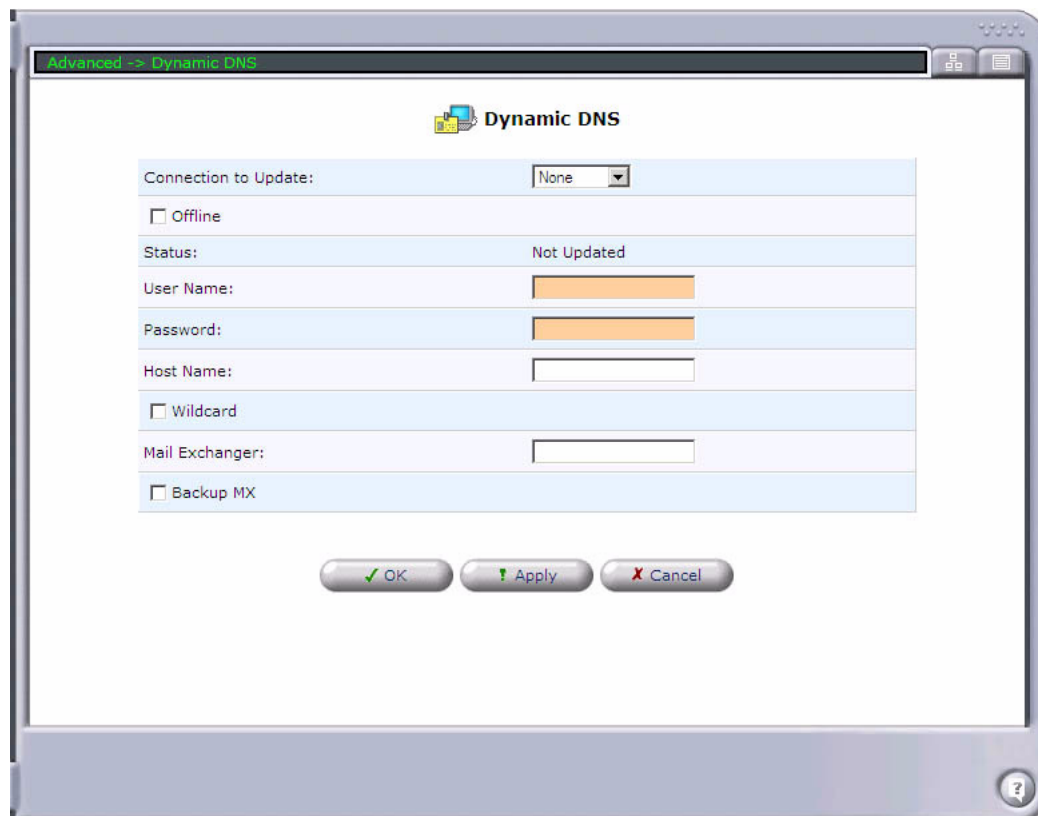 Advanced -> Dynamic DNS
Dynamic DNS
Connection to Update: None
Offline
Status: Not Updated
User Name:
Password:
Host Name:
Wildcard
Mail Exchanger:
Backup MX
OK Apply Cancel
?